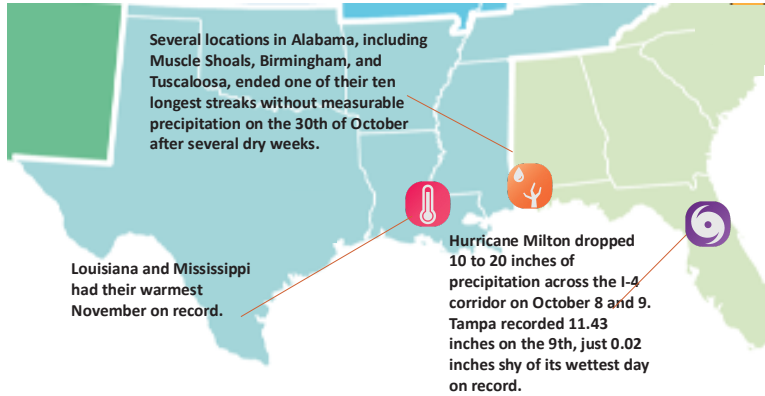 Several locations in Alabama, including
Muscle Shoals, Birmingham, and
Tuscaloosa, ended one of their ten
longest streaks without measurable
precipitation on the 30th of October
after several dry weeks.
Louisiana and Mississippi
had their warmest
November on record.
Hurricane Milton dropped
10 to 20 inches of
precipitation across the I-4
corridor on October 8 and 9.
Tampa recorded 11.43
inches on the 9th, just 0.02
inches shy of its wettest day
on record.